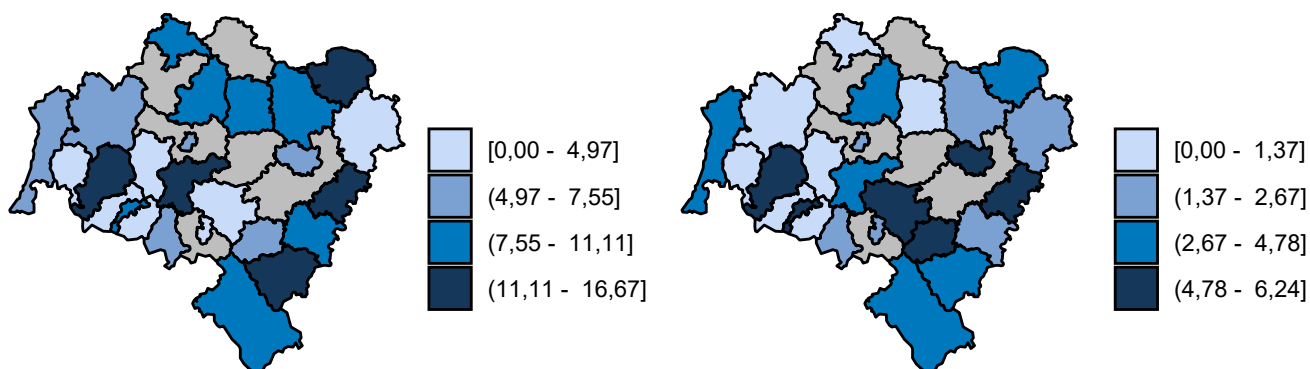 [0,00 - 4,97]
(4,97 - 7,55]
(7,55 - 11,11]
(11,11 - 16,67]
[0,00 - 1,37]
(1,37 - 2,67]
(2,67 - 4,78]
(4,78 - 6,24]